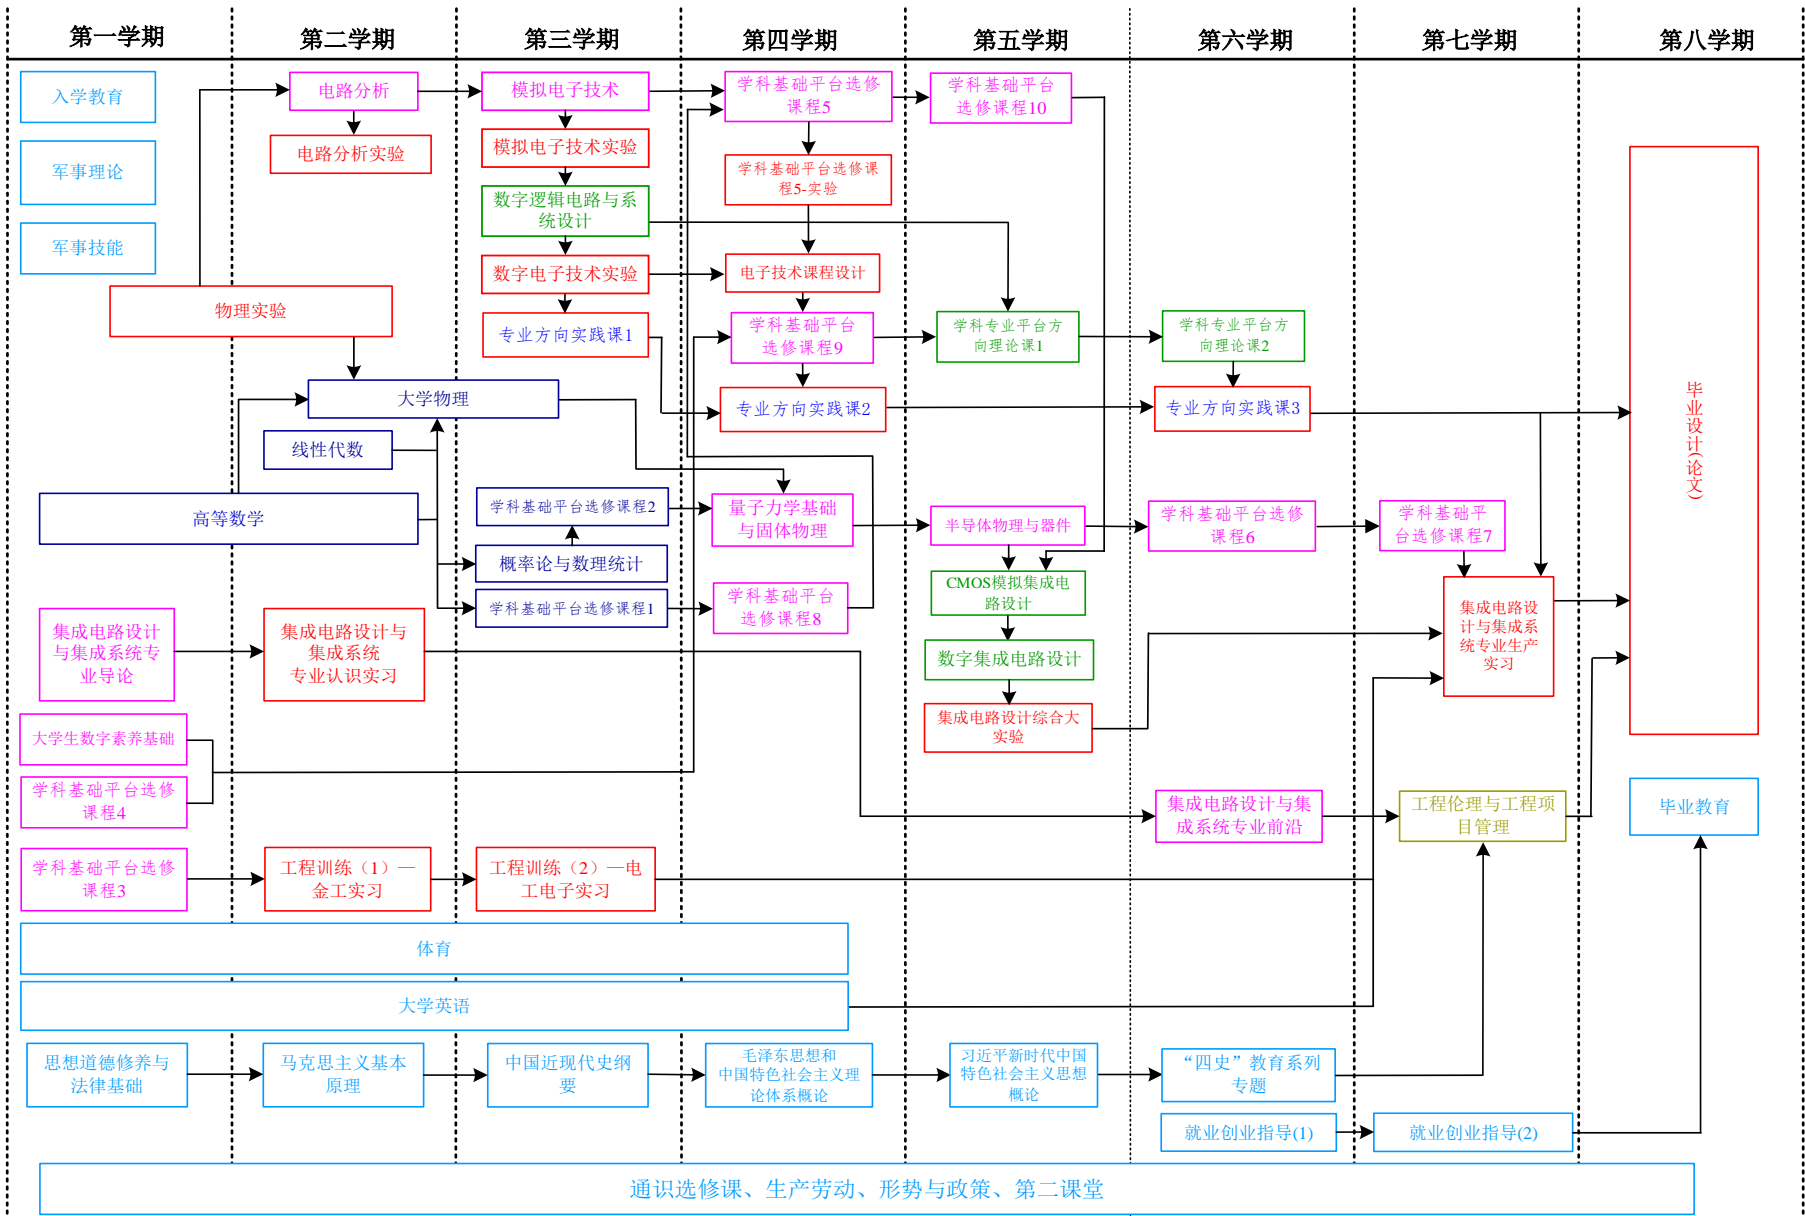 第一学期
第二学期
第三学期
第四学期
第五学期
第六学期
第七学期
第八学期
入学教育
军事理论
军事技能
物理实验
高等数学
集成电路设计
与集成系统专
业导论
大学生数字素养基础
学科基础平台选修
课程4
学科基础平台选修
课程3
电路分析
电路分析实验
大学物理
线性代数
集成电路设计与
集成系统
专业认识实习
工程训练（1）—
金工实习
模拟电子技术
模拟电子技术实验
数字逻辑电路与系
统设计
数字电子技术实验
专业方向实践课1
学科基础平台选修课程2
概率论与数理统计
学科基础平台选修课程1
工程训练（2）—电
工电子实习
学科基础平台选修
课程5
学科基础平台选修课
程5-实验
电子技术课程设计
学科基础平台
选修课程9
专业方向实践课2
量子力学基础
与固体物理
学科基础平台
选修课程8
学科基础平台
选修课程10
学科专业平台方
向理论课1
半导体物理与器件
CMOS模拟集成电
路设计
数字集成电路设计
集成电路设计综合大
实验
学科专业平台方
向理论课2
专业方向实践课3
学科基础平台选修
课程6
集成电路设计与集
成系统专业前沿
学科基础平
台选修课程7
集成电路设
计与集成系
统专业生产
实习
工程伦理与工程项
目管理
毕业设计(论文)
毕业教育
体育
大学英语
思想道德修养与
法律基础
马克思主义基本
原理
中国近现代史纲
要
毛泽东思想和
中国特色社会主义理
论体系概论
习近平新时代中国
特色社会主义思想
概论
“四史”教育系列
专题
就业创业指导(1)
就业创业指导(2)
通识选修课、生产劳动、形势与政策、第二课堂